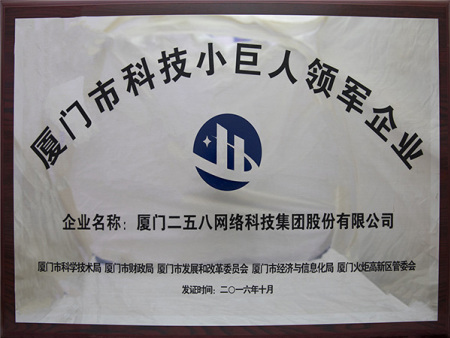 厦门市科技小巨人领军企业
企业名称：厦门二五八网络科技集团股份有限公司
厦门市科学技术局 厦门市财政局 厦门市发展和改革委员会 厦门市经济与信息化局 厦门火炬高新区管委会
发证时间：二〇一六年十月